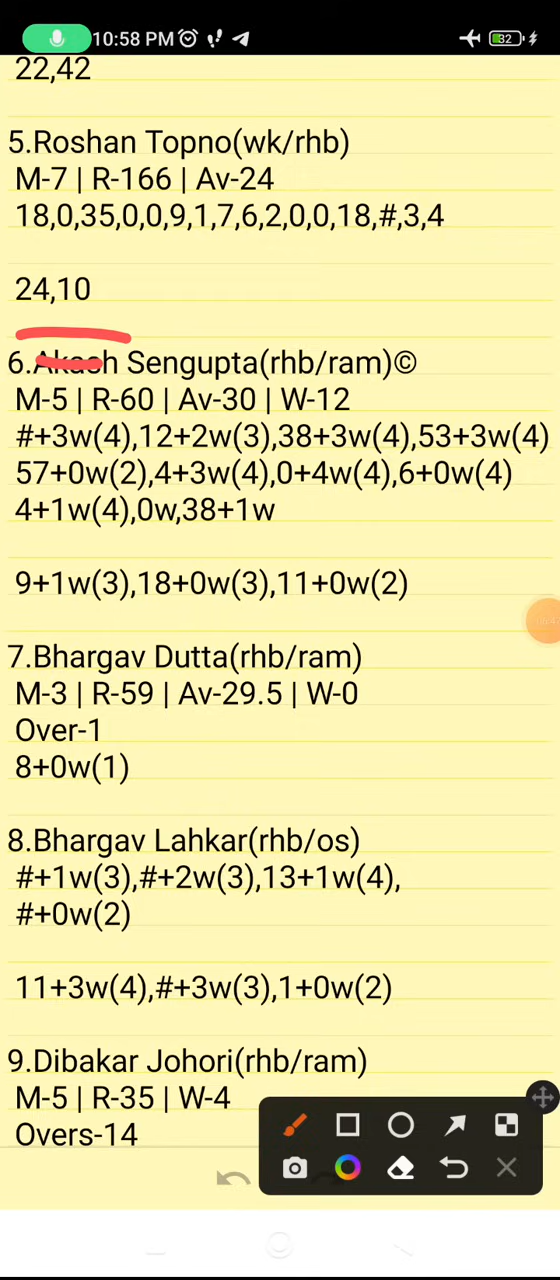 10:58 PM
32
22,42
5.Roshan Topno(wk/rhb)
M-7 | R-166 | Av-24
18,0,35,0,0,9,1,7,6,2,0,0,18,#,3,4
24,10
6.Akash Sengupta(rhb/ram)©
M-5 | R-60 | Av-30 | W-12
#+3w(4),12+2w(3),38+3w(4),53+3w(4)
57+0w(2),4+3w(4),0+4w(4),6+0w(4)
4+1w(4),0w,38+1w
9+1w(3),18+0w(3),11+0w(2)
7.Bhargav Dutta(rhb/ram)
M-3 | R-59 | Av-29.5 | W-0
Over-1
8+0w(1)
8.Bhargav Lahkar(rhb/os)
#+1w(3),#+2w(3),13+1w(4),
#+0w(2)
11+3w(4),#+3w(3),1+0w(2)
9.Dibakar Johori(rhb/ram)
M-5 | R-35 | W-4
Overs-14